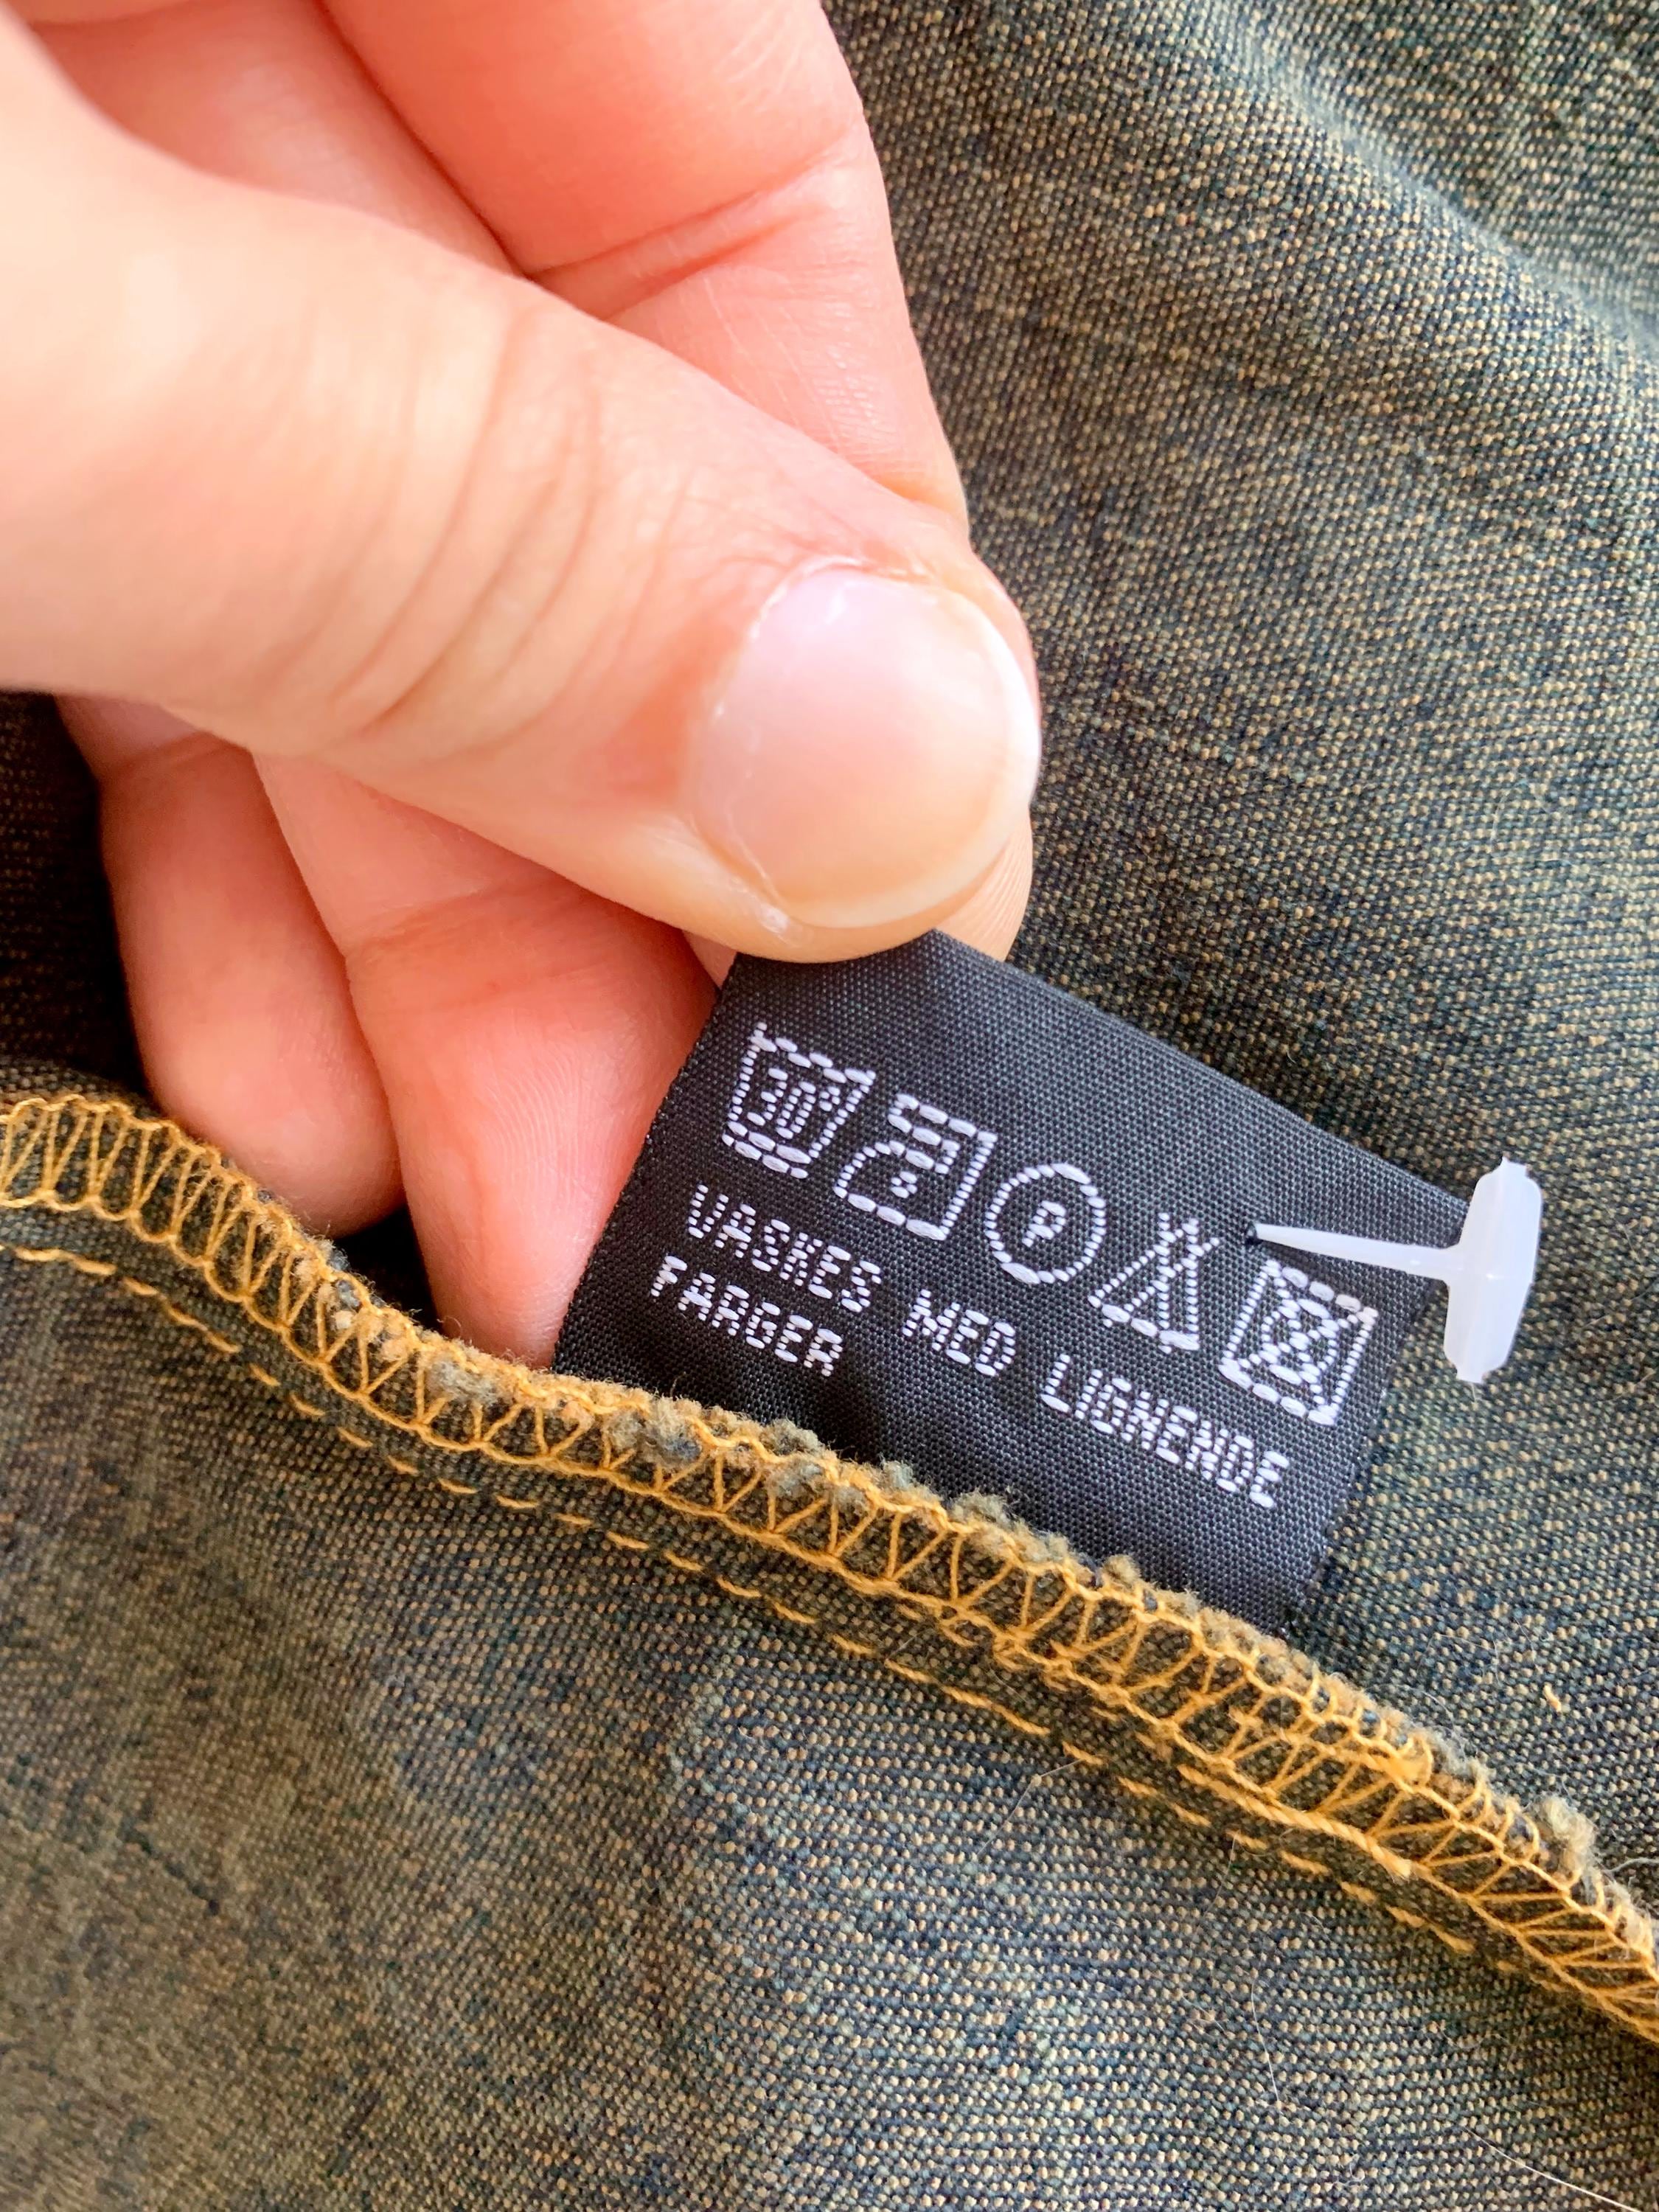 30°
P
VASKES MED LIGNENDE
FARGER